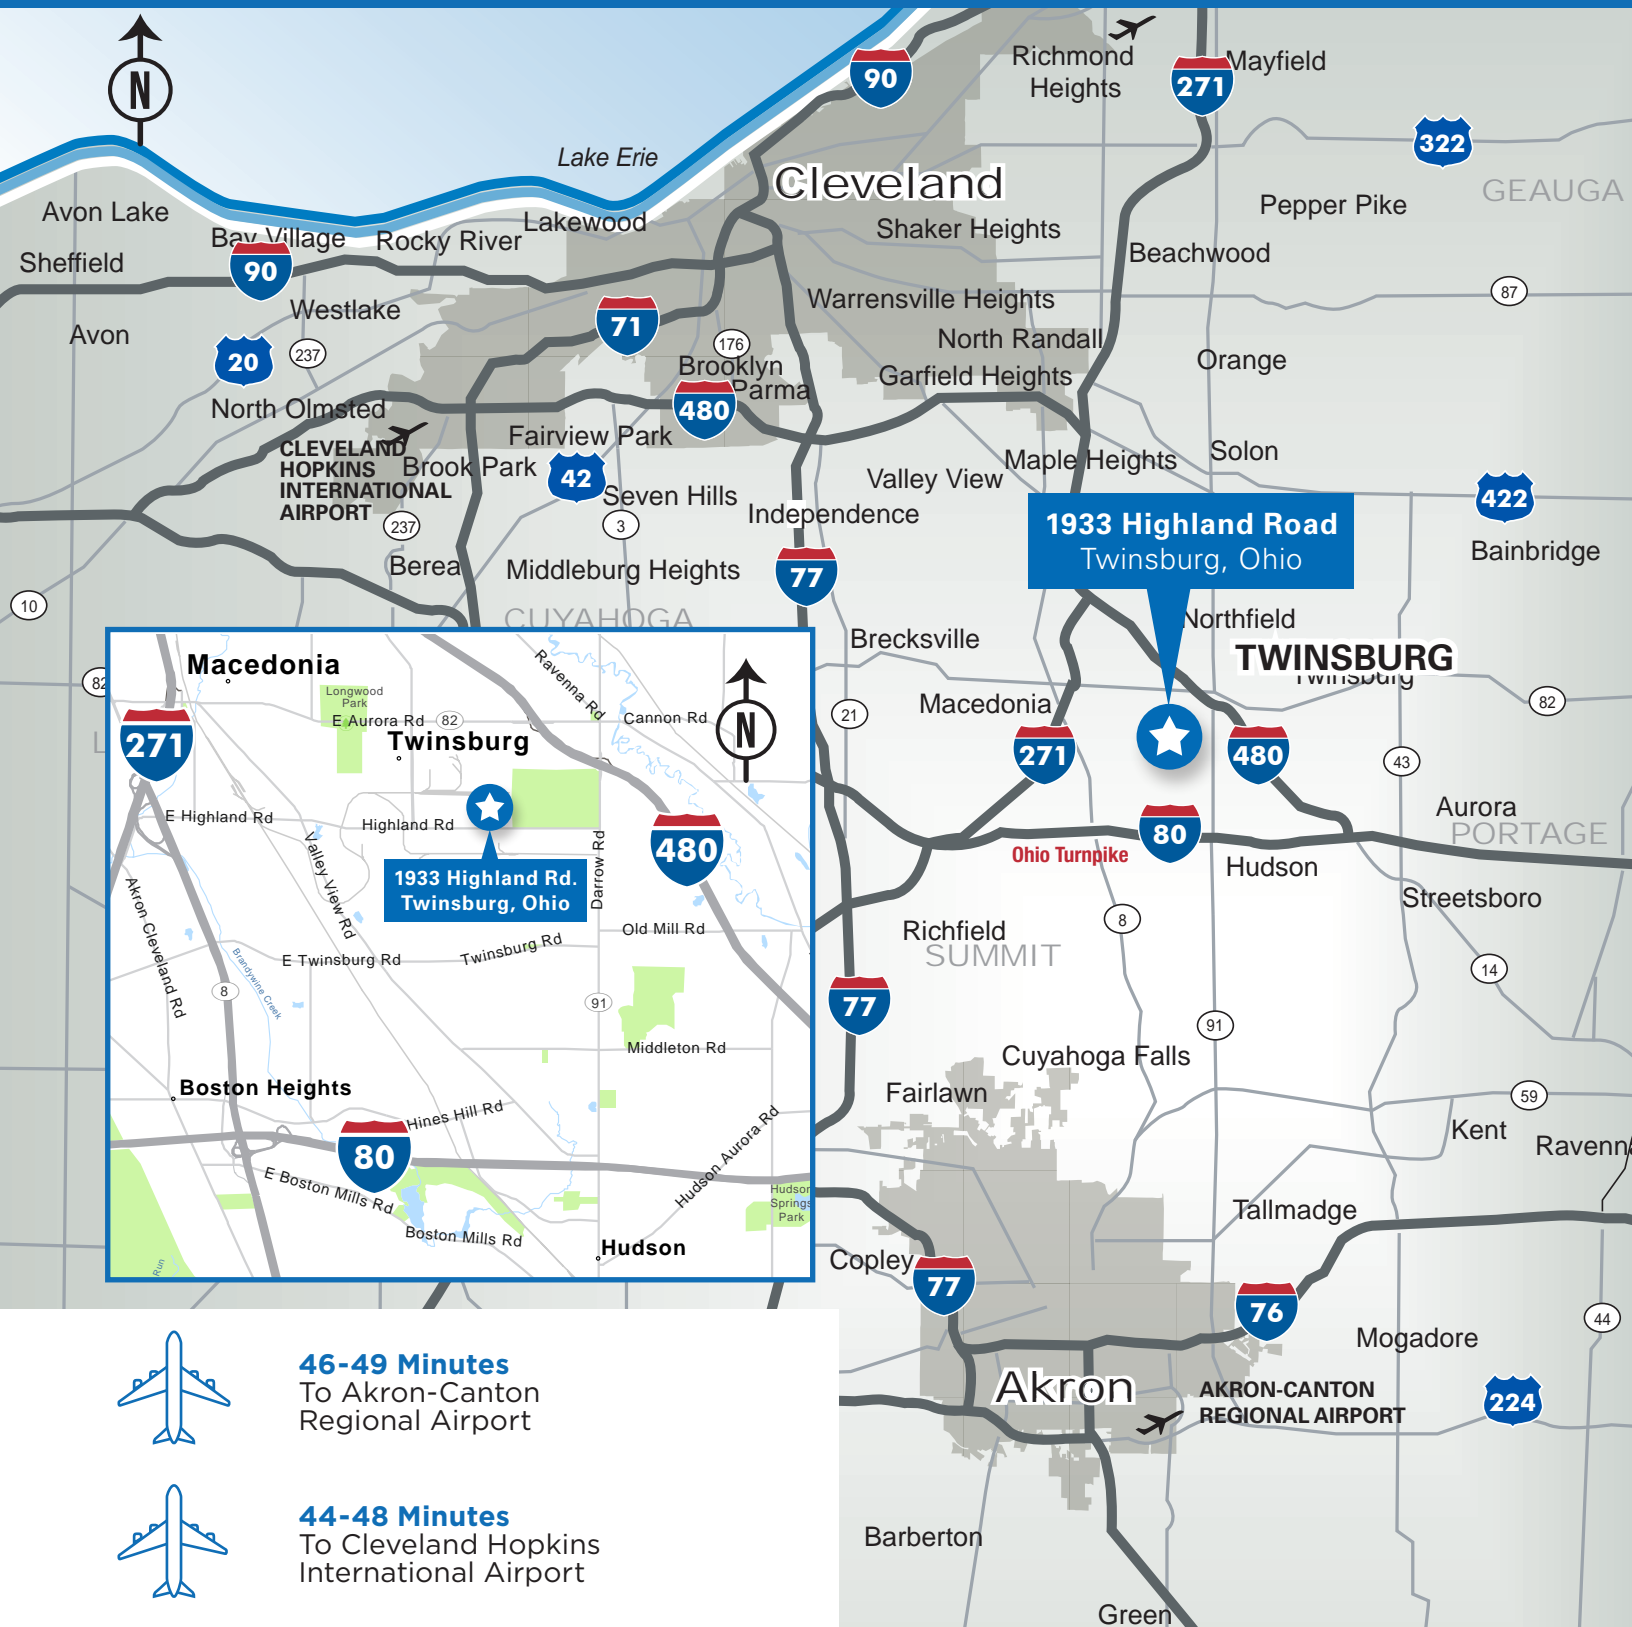 N
Lake Erie
90
Richmond
Heights
271
Mayfield
322
GEAUGA
Cleveland
Avon Lake
Lakewood
Bay Village
Rocky River
Shaker Heights
Pepper Pike
Sheffield
90
Beachwood
Westlake
71
Warrensville Heights
87
Avon
20
237
176
North Randall
Brooklyn
Parma
Garfield Heights
Orange
North Olmsted
480
Fairview Park
CLEVELAND
HOPKINS
INTERNATIONAL
AIRPORT
Brook Park
42
Seven Hills
Valley View
Maple Heights
Solon
422
237
3
Independence
1933 Highland Road
Twinsburg, Ohio
Bainbridge
Berea
Middleburg Heights
77
10
CUYAHOGA
Brecksville
Northfield
TWINSBURG
Twinsburg
82
21
Macedonia
82
271
480
43
Aurora
PORTAGE
80
Ohio Turnpike
Hudson
Streetsboro
8
Richfield
SUMMIT
14
77
91
Cuyahoga Falls
Fairlawn
59
Kent
Ravenn
Tallmadge
Copley
77
76
44
Mogadore
Akron
AKRON-CANTON
REGIONAL AIRPORT
224
Barberton
Green
L
Macedonia
Longwood
Park
Ravenna Rd
N
E Aurora Rd
82
Cannon Rd
271
Twinsburg
E Highland Rd
Highland Rd
Valley View Rd
480
1933 Highland Rd.
Twinsburg, Ohio
Darrow Rd
Akron Cleveland Rd
Old Mill Rd
E Twinsburg Rd
Twinsburg Rd
Brandywine Creek
8
91
Middleton Rd
Boston Heights
Hines Hill Rd
80
Hudson Aurora Rd
E Boston Mills Rd
Hudson
Springs
Park
Boston Mills Rd
Hudson
Run
46-49 Minutes
To Akron-Canton
Regional Airport
44-48 Minutes
To Cleveland Hopkins
International Airport